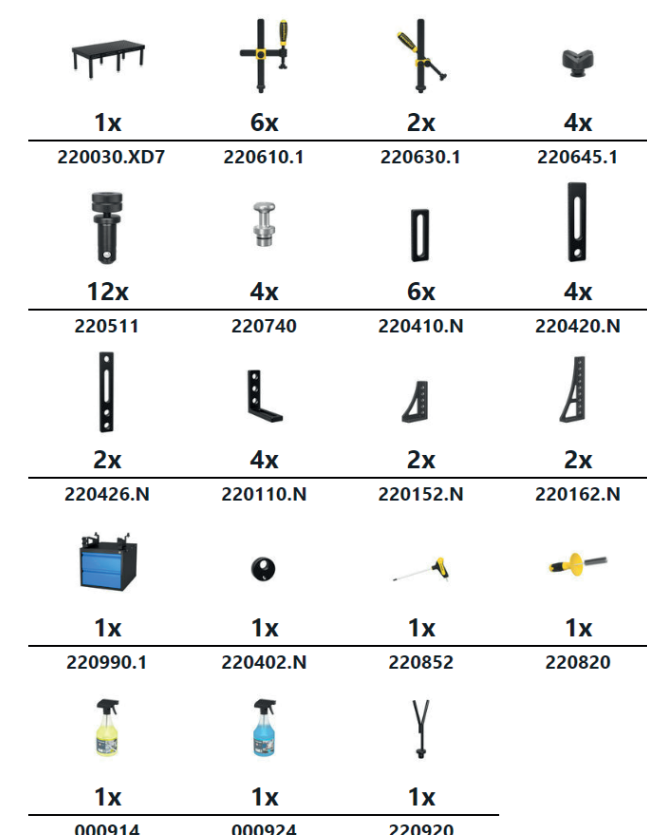 1x 6x 2x 4x
220030.XD7 220610.1 220630.1 220645.1
12x 4x 6x 4x
220511 220740 220410.N 220420.N
2x 4x 2x 2x
220426.N 220110.N 220152.N 220162.N
1x 1x 1x 1x
220990.1 220402.N 220852 220820
1x 1x 1x
000914 000924 220920